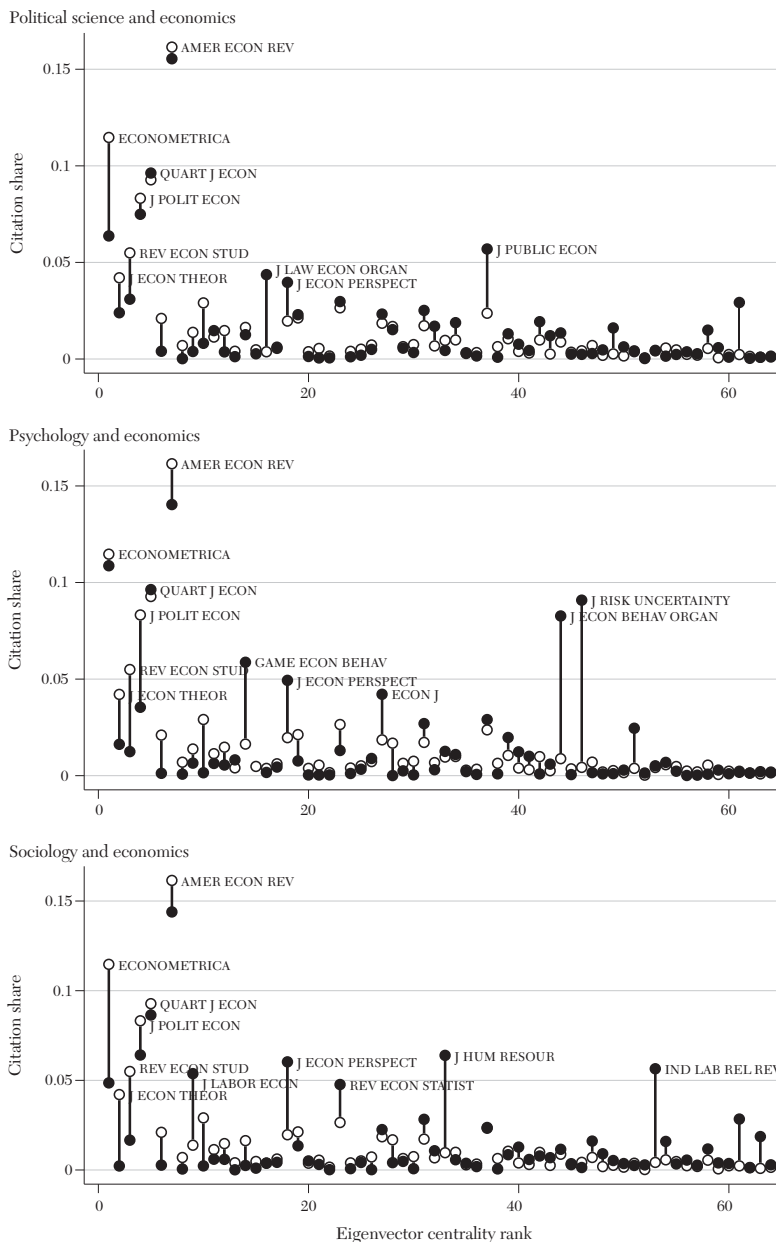 Political science and economics
AMER ECON REV
0.15
ECONOMETRICA
0.1
QUART J ECON
J POLIT ECON
Citation share
REV ECON STUD
J PUBLIC ECON
0.05
J LAW ECON ORGAN
J ECON THEOR
J ECON PERSPECT
0
0 20 40 60
Psychology and economics
AMER ECON REV
0.15
ECONOMETRICA
0.1
QUART J ECON
J RISK UNCERTAINTY
J POLIT ECON
J ECON BEHAV ORGAN
Citation share
GAME ECON BEHAV
REV ECON STUD
0.05
J ECON PERSPECT
J ECON THEOR
ECON J
0
0 20 40 60
Sociology and economics
AMER ECON REV
0.15
ECONOMETRICA
0.1
QUART J ECON
J POLIT ECON
Citation share
J HUM RESOUR
J ECON PERSPECT
REV ECON STUD
IND LAB REL REV
0.05
J LABOR ECON
REV ECON STATIST
J ECON THEOR
0
0 20 40 60
Eigenvector centrality rank